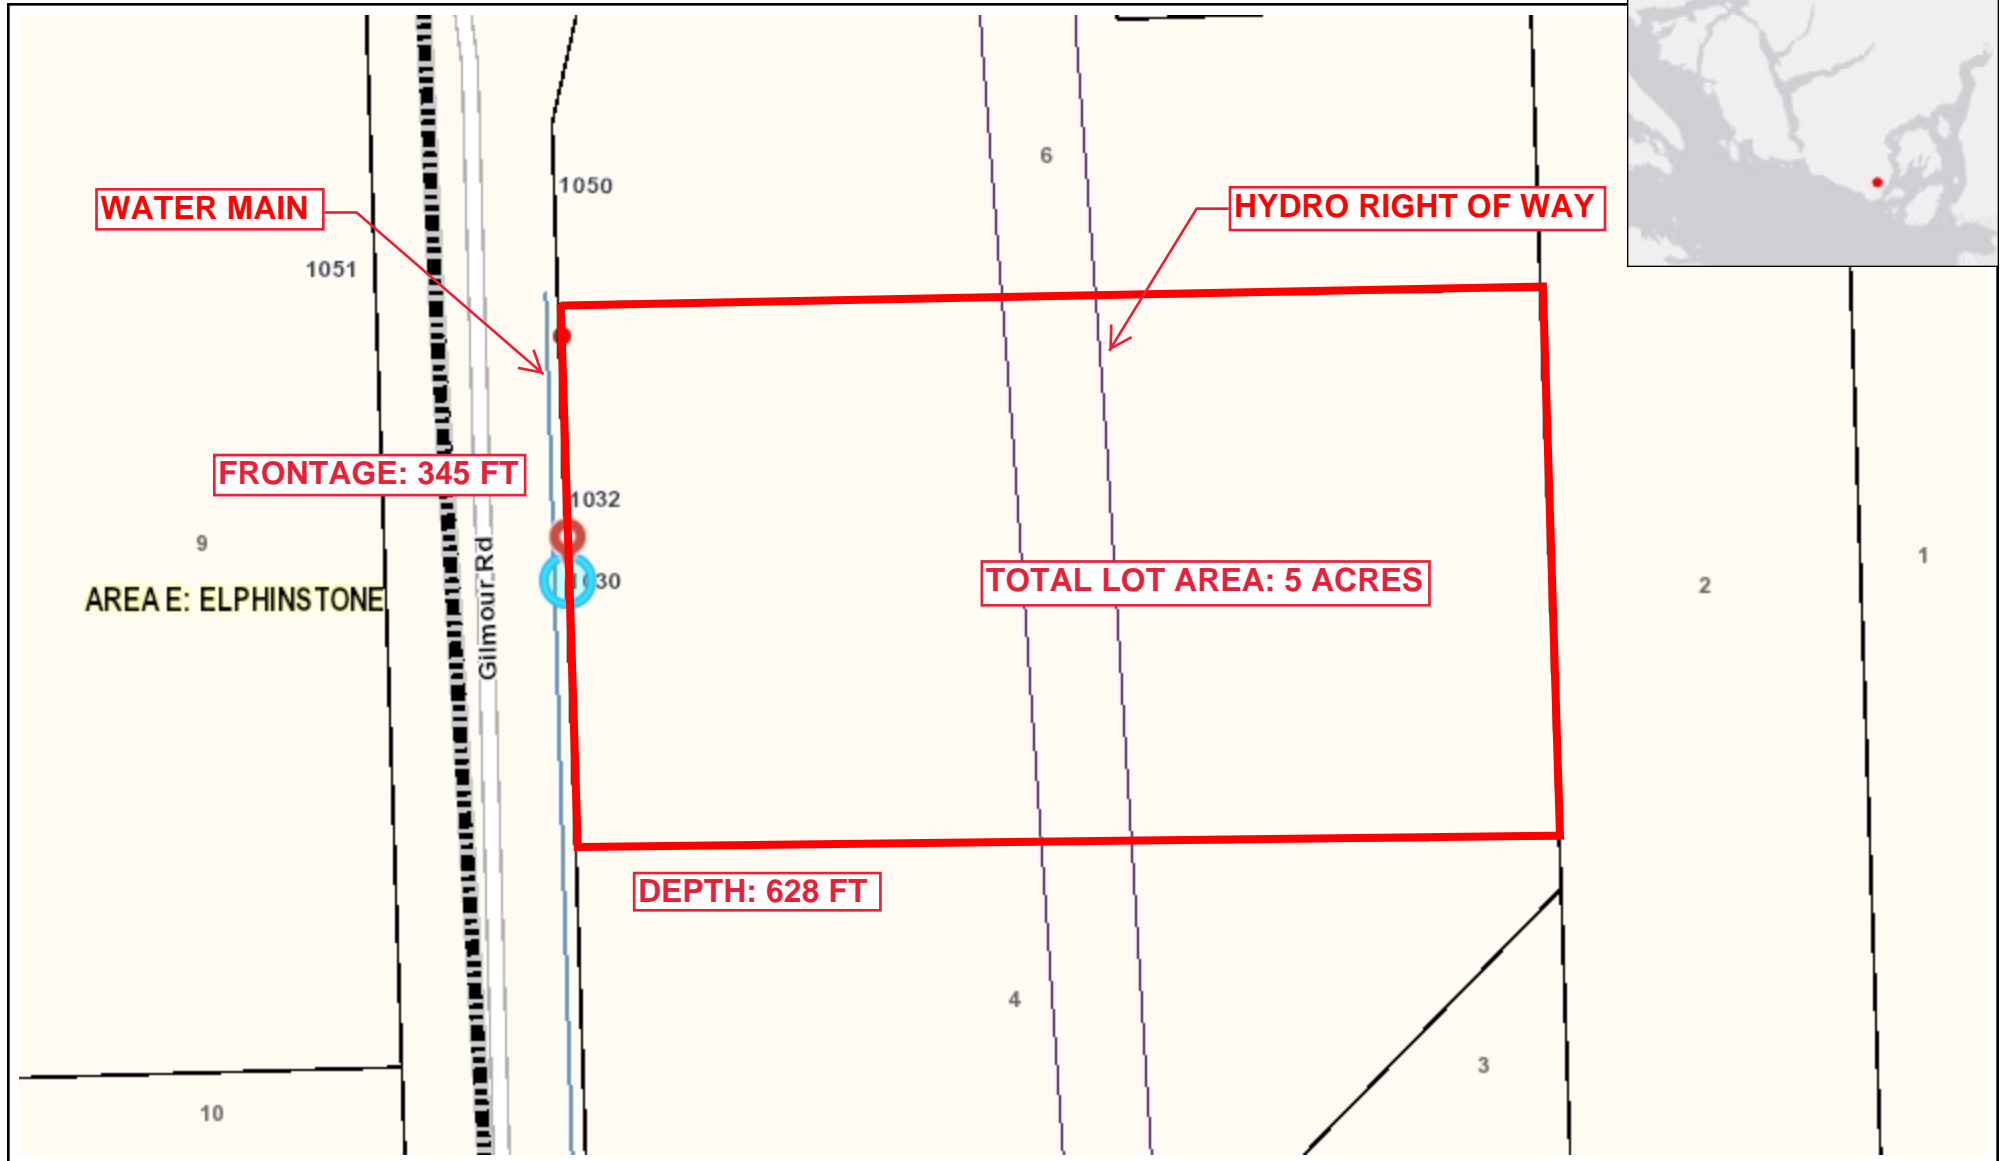 6
1050
WATER MAIN
HYDRO RIGHT OF WAY
1051
FRONTAGE: 345 FT
1032
9
Gilmour Rd
1030
TOTAL LOT AREA: 5 ACRES
2
1
AREA E: ELPHINSTONE
DEPTH: 628 FT
4
3
10